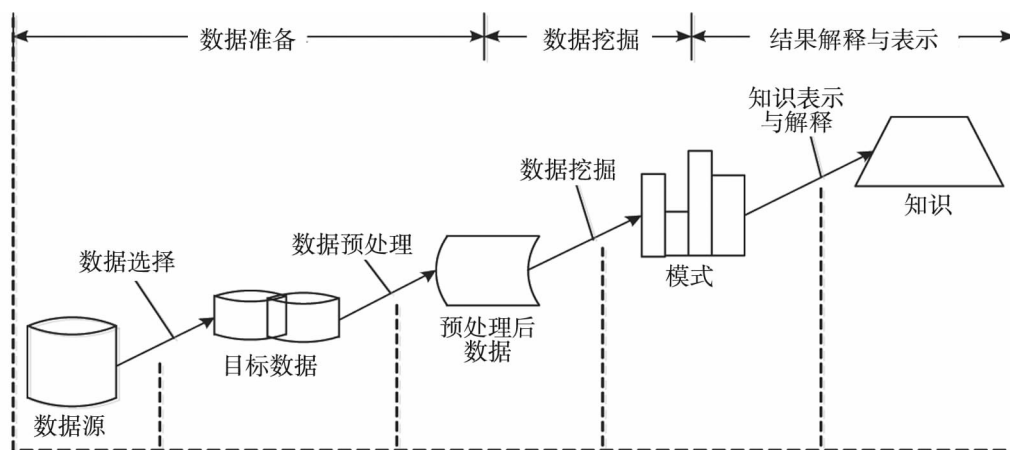 数据准备
数据挖掘
结果解释与表示
知识表示
与解释
数据挖掘
知识
数据预处理
数据选择
模式
预处理后
数据
目标数据
数据源